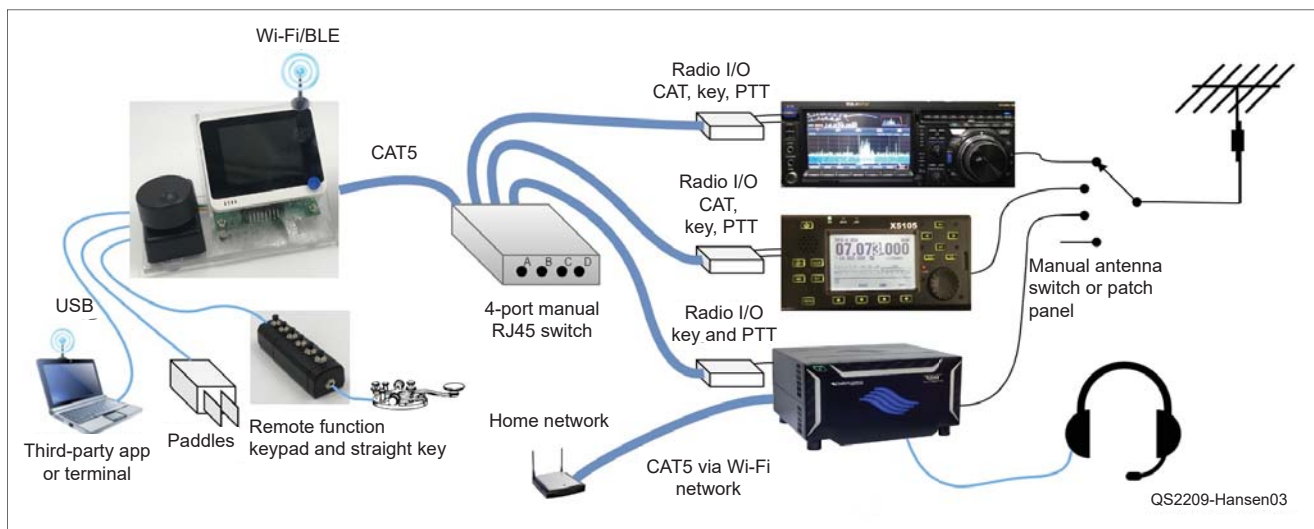 Wi-Fi/BLE
CAT5
USB
Third-party app
or terminal
Paddles
Remote function
keypad and straight key
A B C D
4-port manual
RJ45 switch
Radio I/O
CAT, key, PTT
Radio I/O
CAT,
key, PTT
X5105
07.073.000
Radio I/O
key and PTT
Home network
CAT5 via Wi-Fi
network
Manual antenna
switch or patch
panel
QS2209-Hansen03